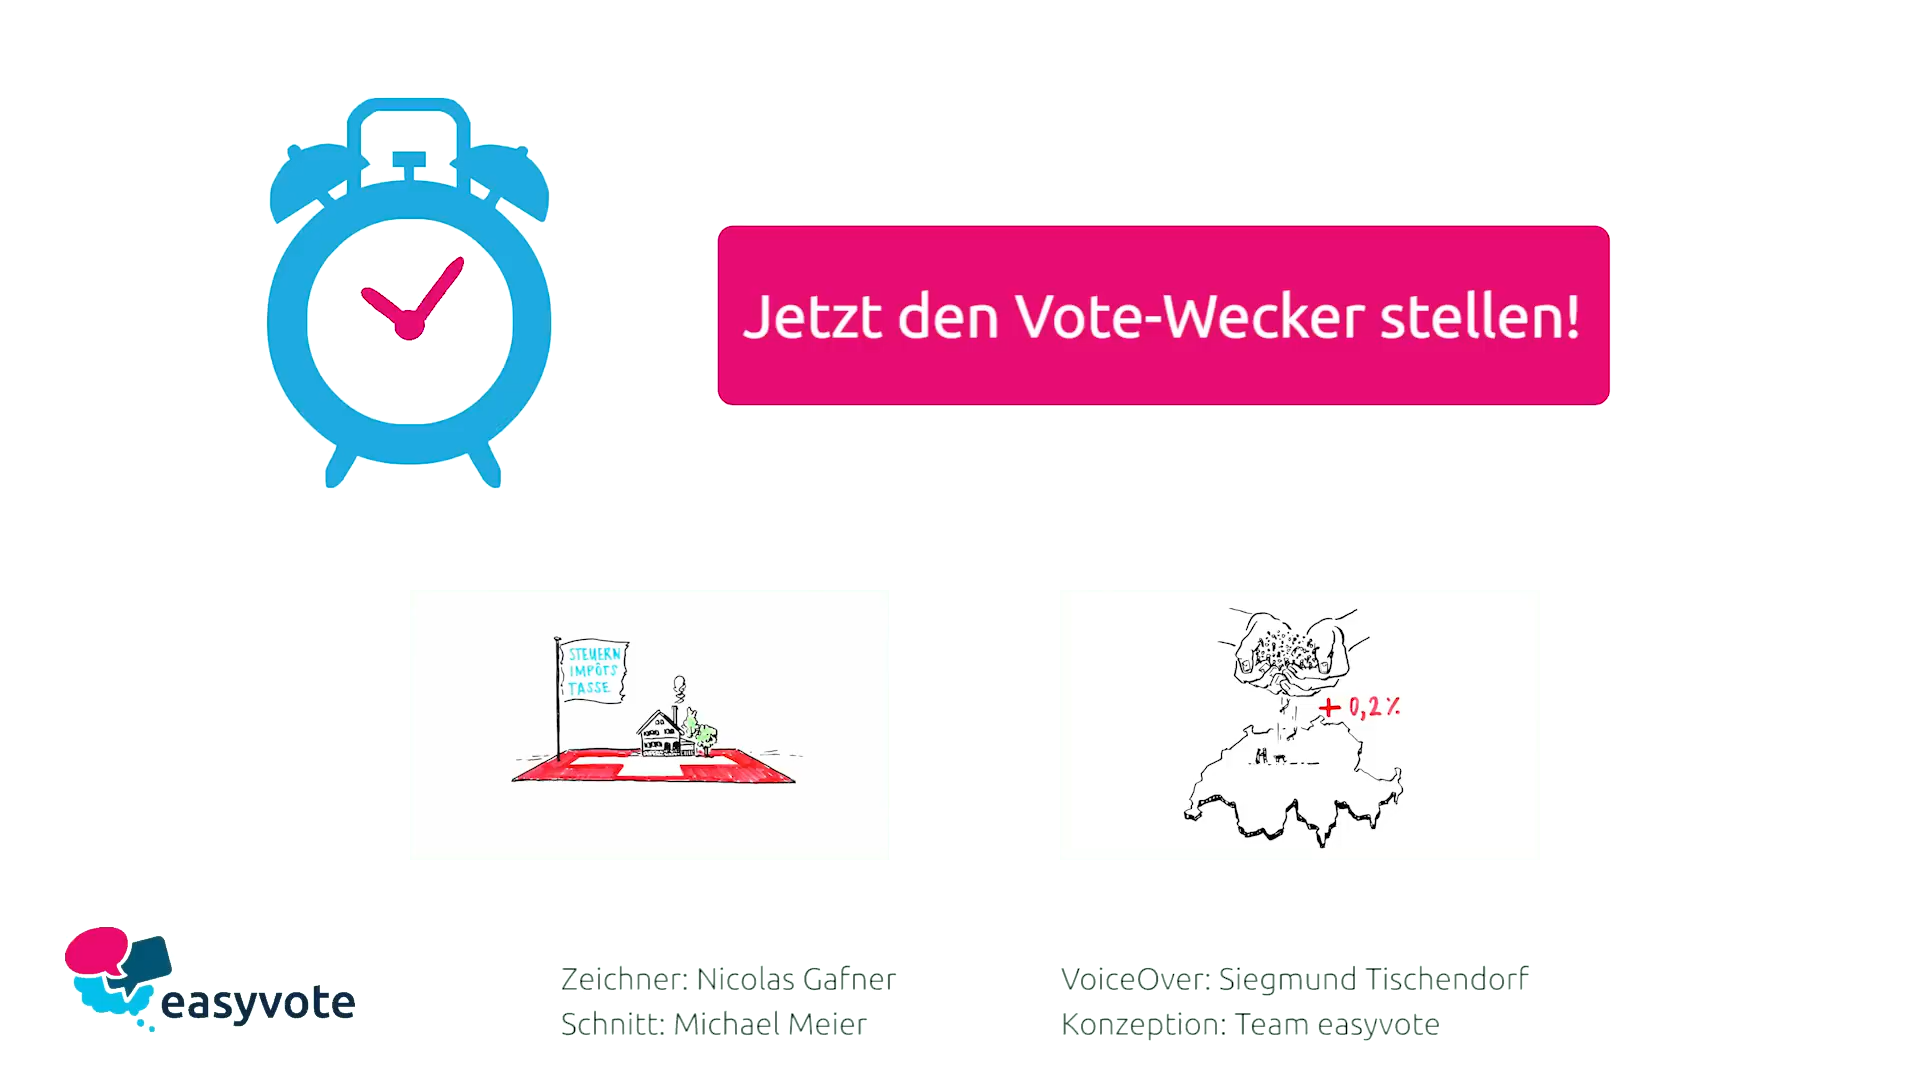 Jetzt den Vote-Wecker stellen!
STEUERN
IMPÔTS
TASSE
+ 0,2%
easyvote
Zeichner: Nicolas Gafner
Schnitt: Michael Meier
VoiceOver: Siegmund Tischendorf
Konzeption: Team easyvote